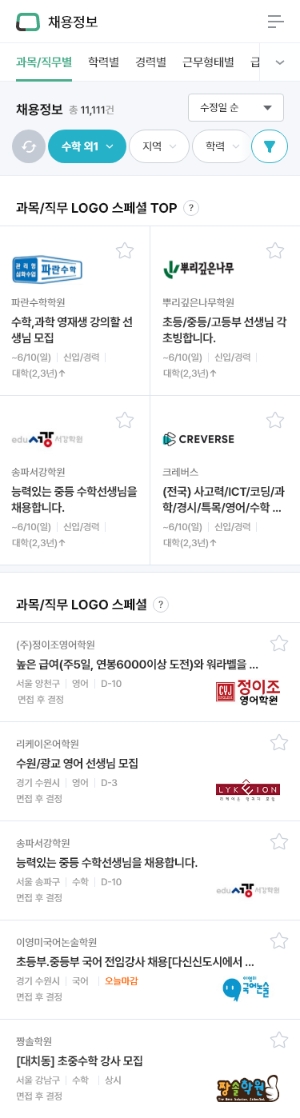 채용정보
과목/직무별 학력별 경력별 근무형태별 급
채용정보 총 11,111건 수정일 순
수학 외1 지역 학력
과목/직무 LOGO 스페셜 TOP ?
관리형 심화수업 파란수학
파란수학학원
수학,과학 영재생 강의할 선
생님 모집
~6/10(일) 신입/경력
대학(2,3년)↑
뿌리깊은나무
뿌리깊은나무학원
초등/중등/고등부 선생님 각
초빙합니다.
~6/10(일) 신입/경력
대학(2,3년)↑
edu서강 서강학원
송파서강학원
능력있는 중등 수학선생님을
채용합니다.
~6/10(일) 신입/경력
대학(2,3년)↑
CREVERSE
크레버스
(전국) 사고력/ICT/코딩/과
학/경시/특목/영어/수학 ...
~6/10(일) 신입/경력
대학(2,3년)↑
과목/직무 LOGO 스페셜 ?
(주)정이조영어학원
높은 급여(주5일, 연봉6000이상 도전)와 워라벨을 ...
서울 양천구 영어 D-10
면접 후 결정
CYJ 정이조
영어학원
리케이온어학원
수원/광교 영어 선생님 모집
경기 수원시 영어 D-3
면접 후 결정
LYKEION
송파서강학원
능력있는 중등 수학선생님을 채용합니다.
서울 송파구 수학 D-10
면접 후 결정
edu서강 서강학원
이영미국어논술학원
초등부.중등부 국어 전임강사 채용[다신신도시에서 ...
경기 수원시 국어 오늘마감
면접 후 결정
이영미
국어논술
짱솔학원
[대치동] 초중수학 강사 모집
서울 강남구 수학 상시
면접 후 결정
짱솔학원